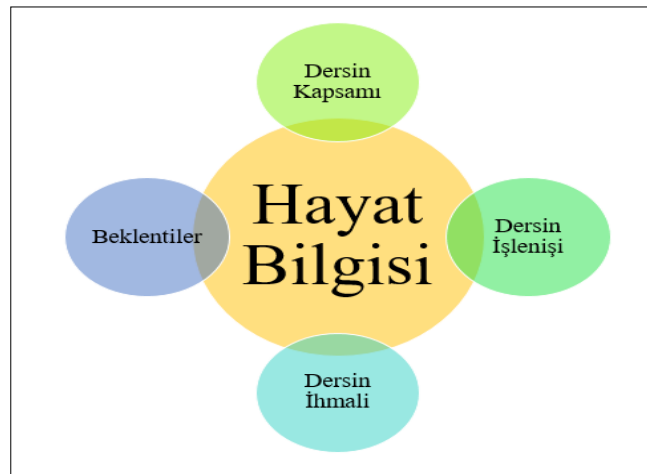 Dersin
Kapsamı
Hayat
Bilgisi
Beklentiler
Dersin
İşlenişi
Dersin
İhmali